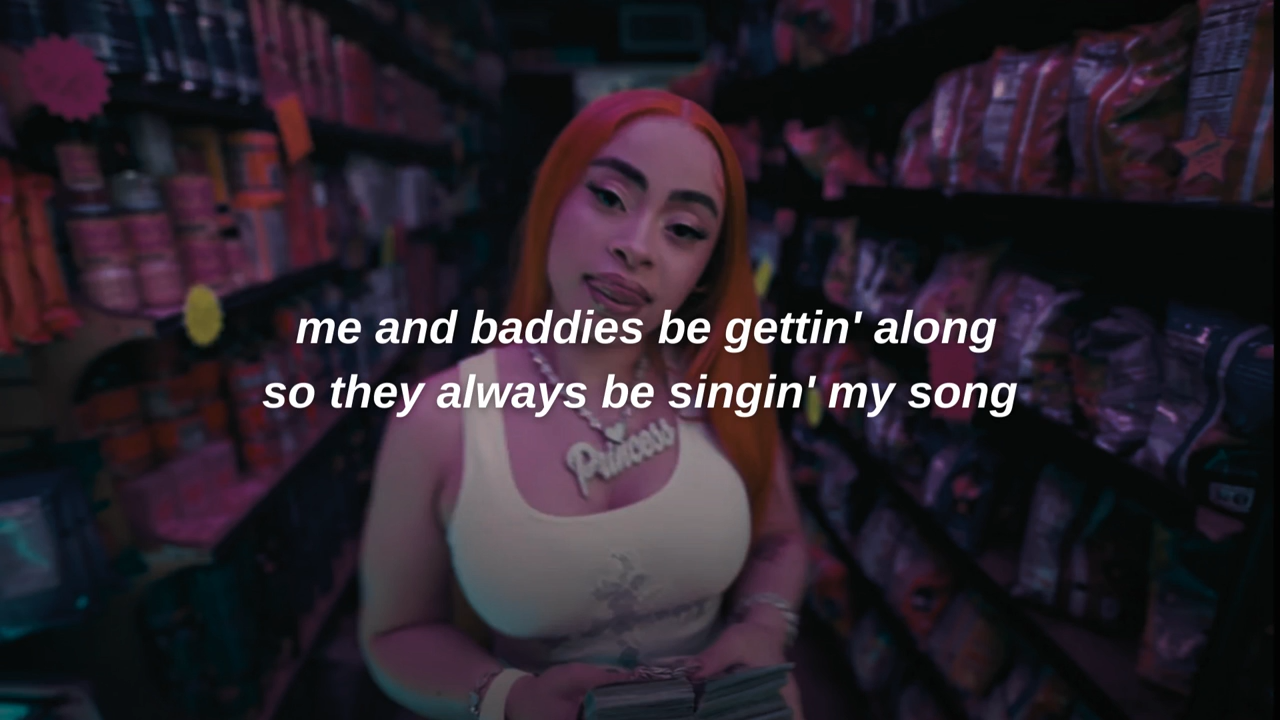 me and baddies be gettin' along
so they always be singin' my song
Princess